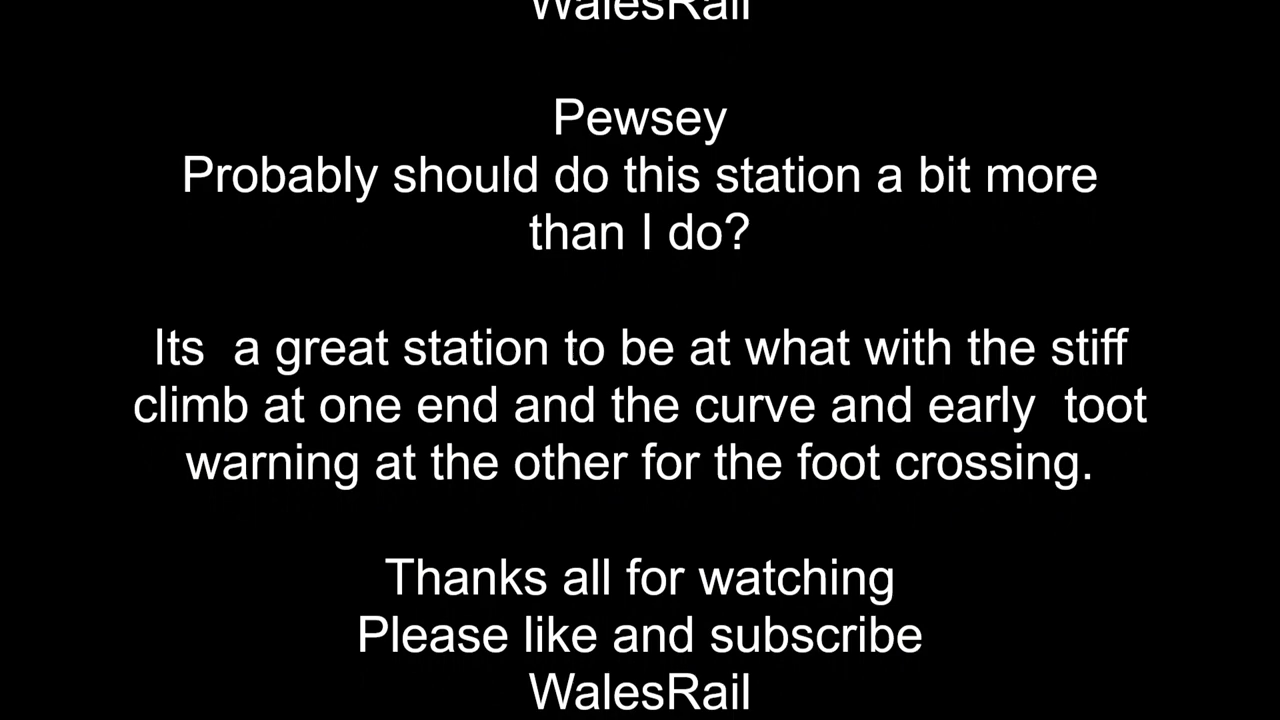 WalesRail
Pewsey
Probably should do this station a bit more
than I do?
Its  a great station to be at what with the stiff
climb at one end and the curve and early  toot
warning at the other for the foot crossing.
Thanks all for watching
Please like and subscribe
WalesRail